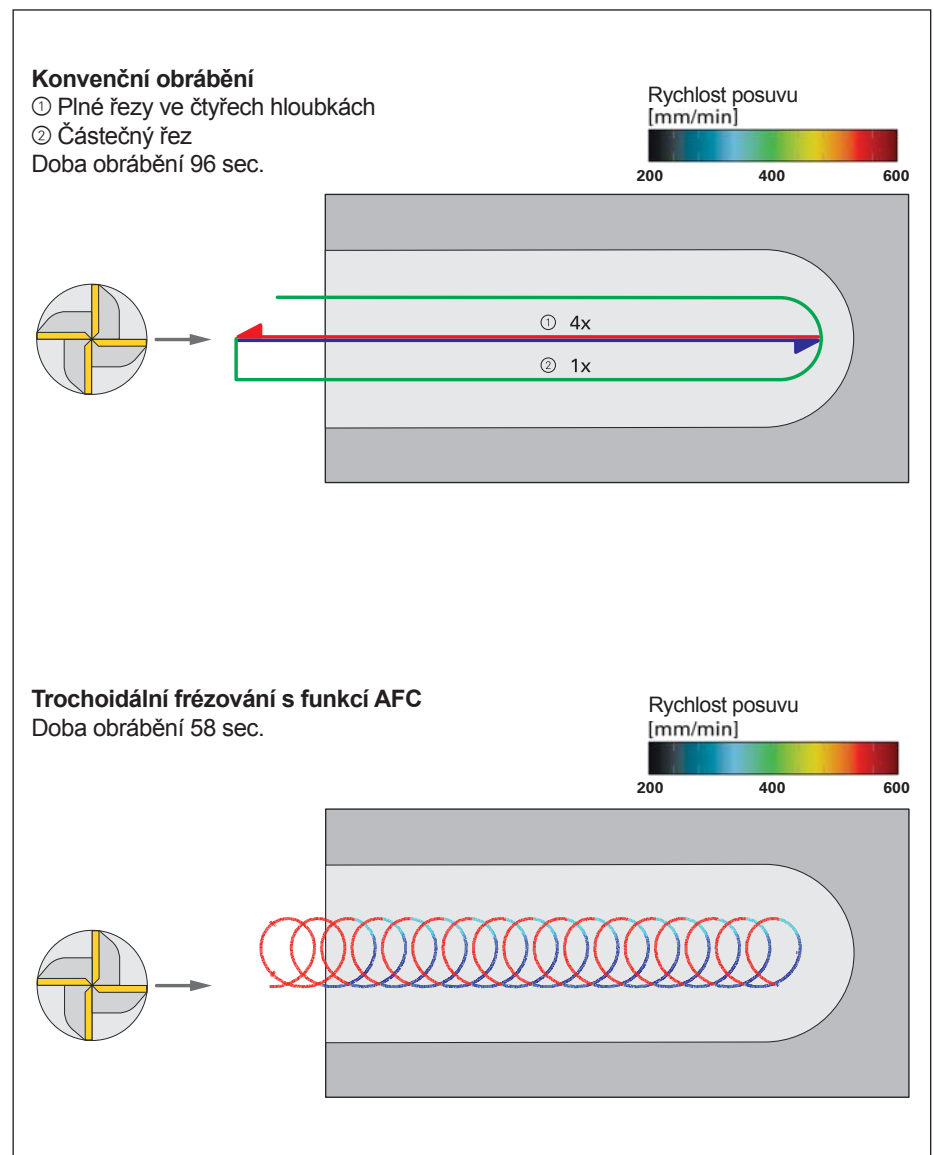 Konvenční obrábění
① Plné řezy ve čtyřech hloubkách
② Částečný řez
Doba obrábění 96 sec.
Rychlost posuvu
[mm/min]
200 400 600
① 4x
② 1x
Trochoidální frézování s funkcí AFC
Doba obrábění 58 sec.
Rychlost posuvu
[mm/min]
200 400 600